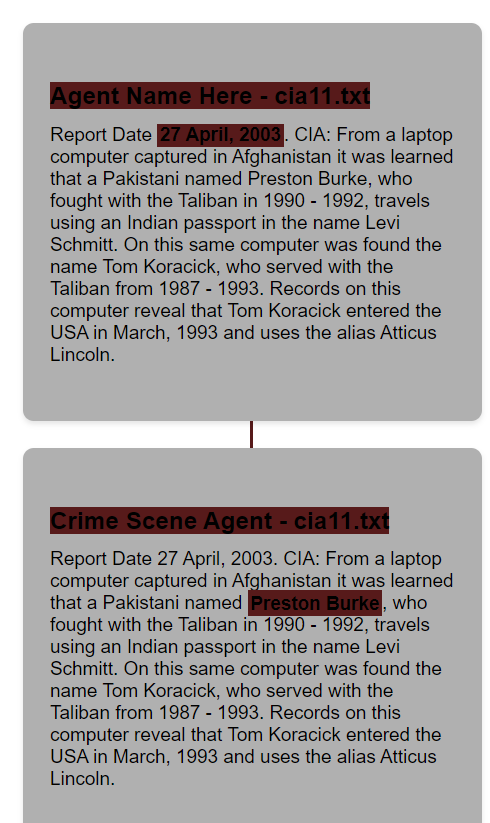 Agent Name Here - cia11.txt
Report Date 27 April, 2003. CIA: From a laptop
computer captured in Afghanistan it was learned
that a Pakistani named Preston Burke, who
fought with the Taliban in 1990 - 1992, travels
using an Indian passport in the name Levi
Schmitt. On this same computer was found the
name Tom Koracick, who served with the
Taliban from 1987 - 1993. Records on this
computer reveal that Tom Koracick entered the
USA in March, 1993 and uses the alias Atticus
Lincoln.
Crime Scene Agent - cia11.txt
Report Date 27 April, 2003. CIA: From a laptop
computer captured in Afghanistan it was learned
that a Pakistani named Preston Burke, who
fought with the Taliban in 1990 - 1992, travels
using an Indian passport in the name Levi
Schmitt. On this same computer was found the
name Tom Koracick, who served with the
Taliban from 1987 - 1993. Records on this
computer reveal that Tom Koracick entered the
USA in March, 1993 and uses the alias Atticus
Lincoln.